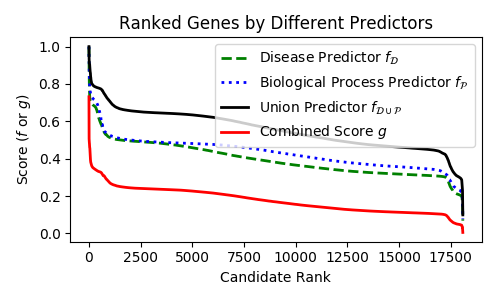 Ranked Genes by Different Predictors
Score (f or g)
1.0
0.8
0.6
0.4
0.2
0.0
Disease Predictor f_D
Biological Process Predictor f_P
Union Predictor f_D∪P
Combined Score g
0 2500 5000 7500 10000 12500 15000 17500
Candidate Rank